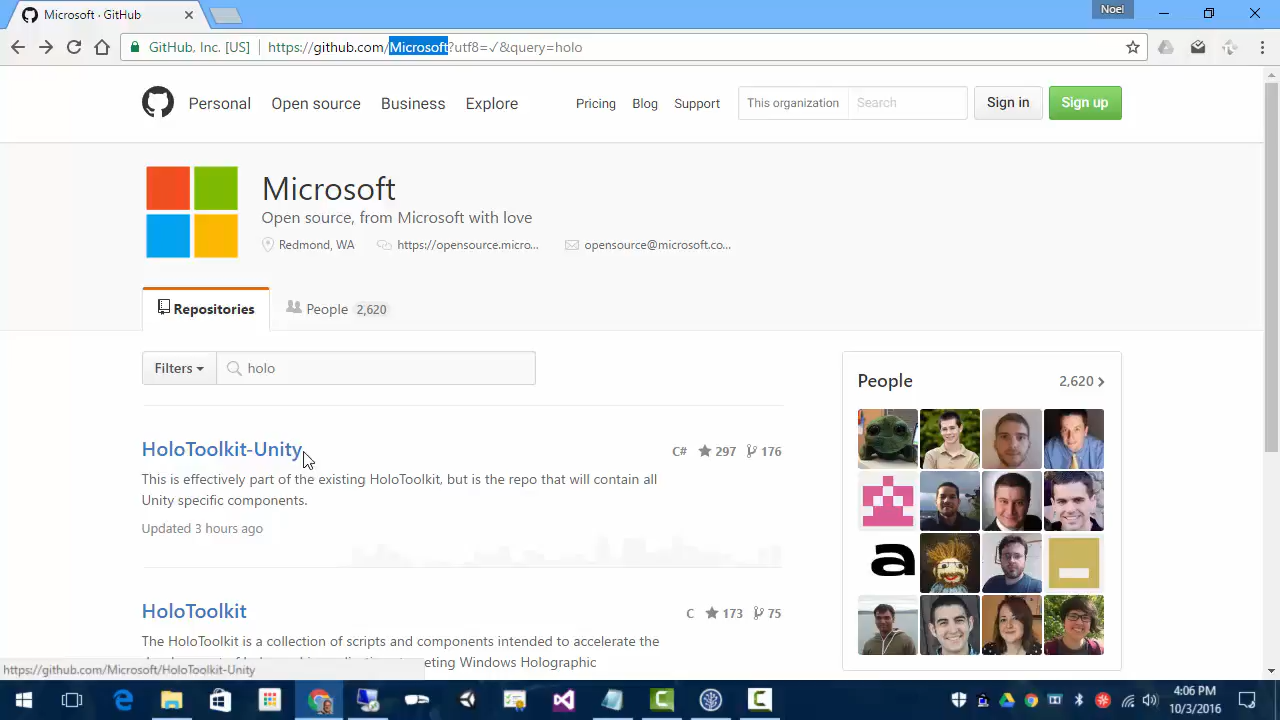 Microsoft · GitHub
Noel
GitHub, Inc. [US]
https://github.com/Microsoft?utf8=✓&query=holo
Personal
Open source
Business
Explore
Pricing
Blog
Support
This organization
Search
Sign in
Sign up
Microsoft
Open source, from Microsoft with love
Redmond, WA
https://opensource.micro...
opensource@microsoft.co...
Repositories
People 2,620
Filters
holo
People
2,620
HoloToolkit-Unity
C# 297 176
This is effectively part of the existing HoloToolkit, but is the repo that will contain all
Unity specific components.
Updated 3 hours ago
a
HoloToolkit
C 173 75
The HoloToolkit is a collection of scripts and components intended to accelerate the
https://github.com/Microsoft/HoloToolkit-Unity
Windows Holographic
4:06 PM
10/3/2016